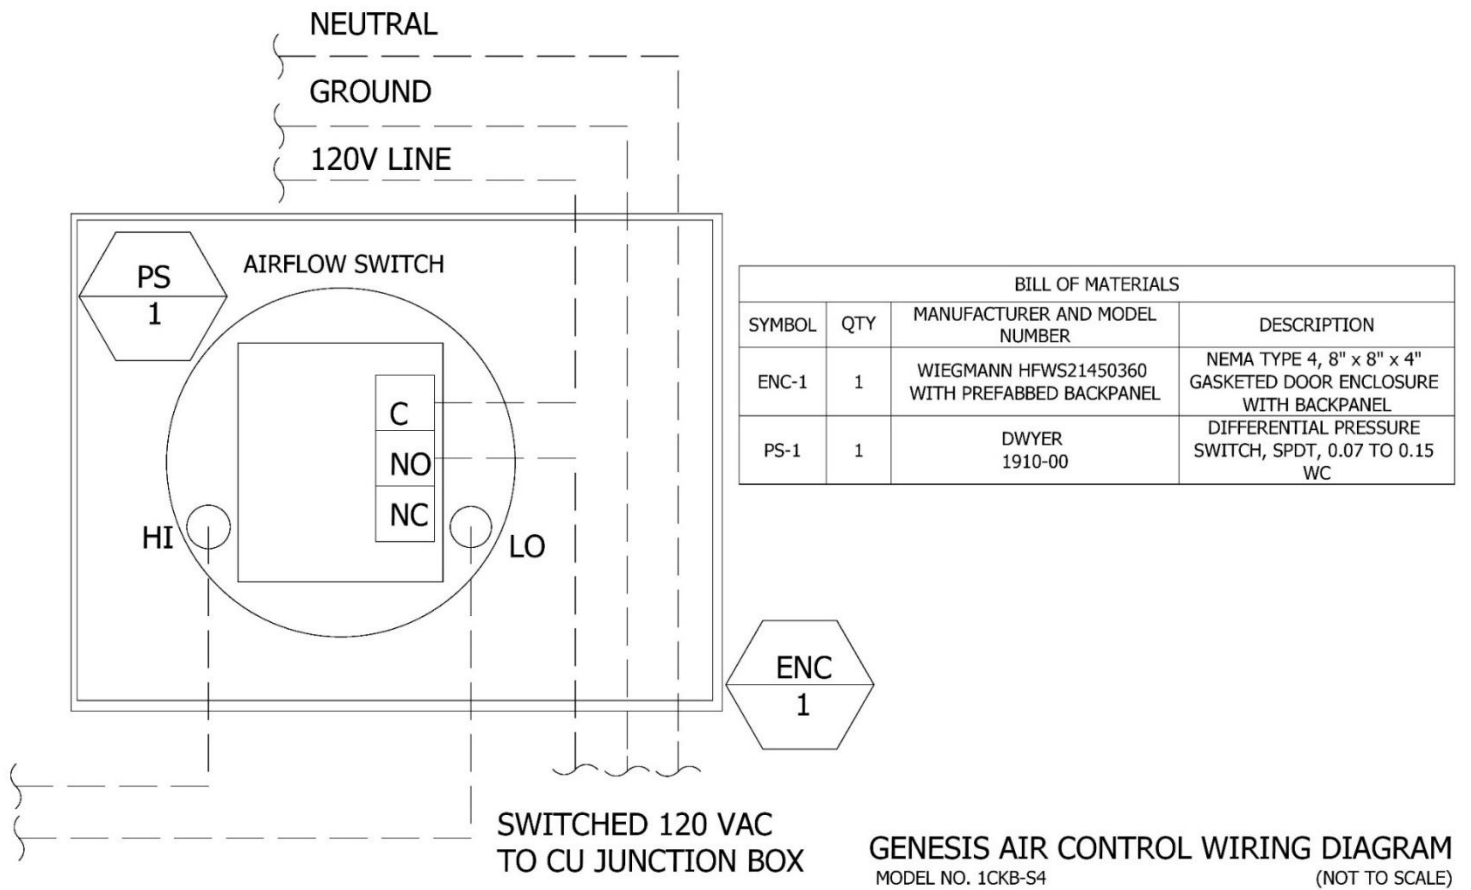 NEUTRAL
GROUND
120V LINE
PS
1
AIRFLOW SWITCH
C
NO
NC
HI
LO
BILL OF MATERIALS
SYMBOL QTY MANUFACTURER AND MODEL NUMBER DESCRIPTION
ENC-1 1 WIEGMANN HFWS21450360 WITH PREFABBED BACKPANEL NEMA TYPE 4, 8" x 8" x 4" GASKETED DOOR ENCLOSURE WITH BACKPANEL
PS-1 1 DWYER 1910-00 DIFFERENTIAL PRESSURE SWITCH, SPDT, 0.07 TO 0.15 WC
ENC
1
SWITCHED 120 VAC
TO CU JUNCTION BOX
GENESIS AIR CONTROL WIRING DIAGRAM
MODEL NO. 1CKB-S4 (NOT TO SCALE)